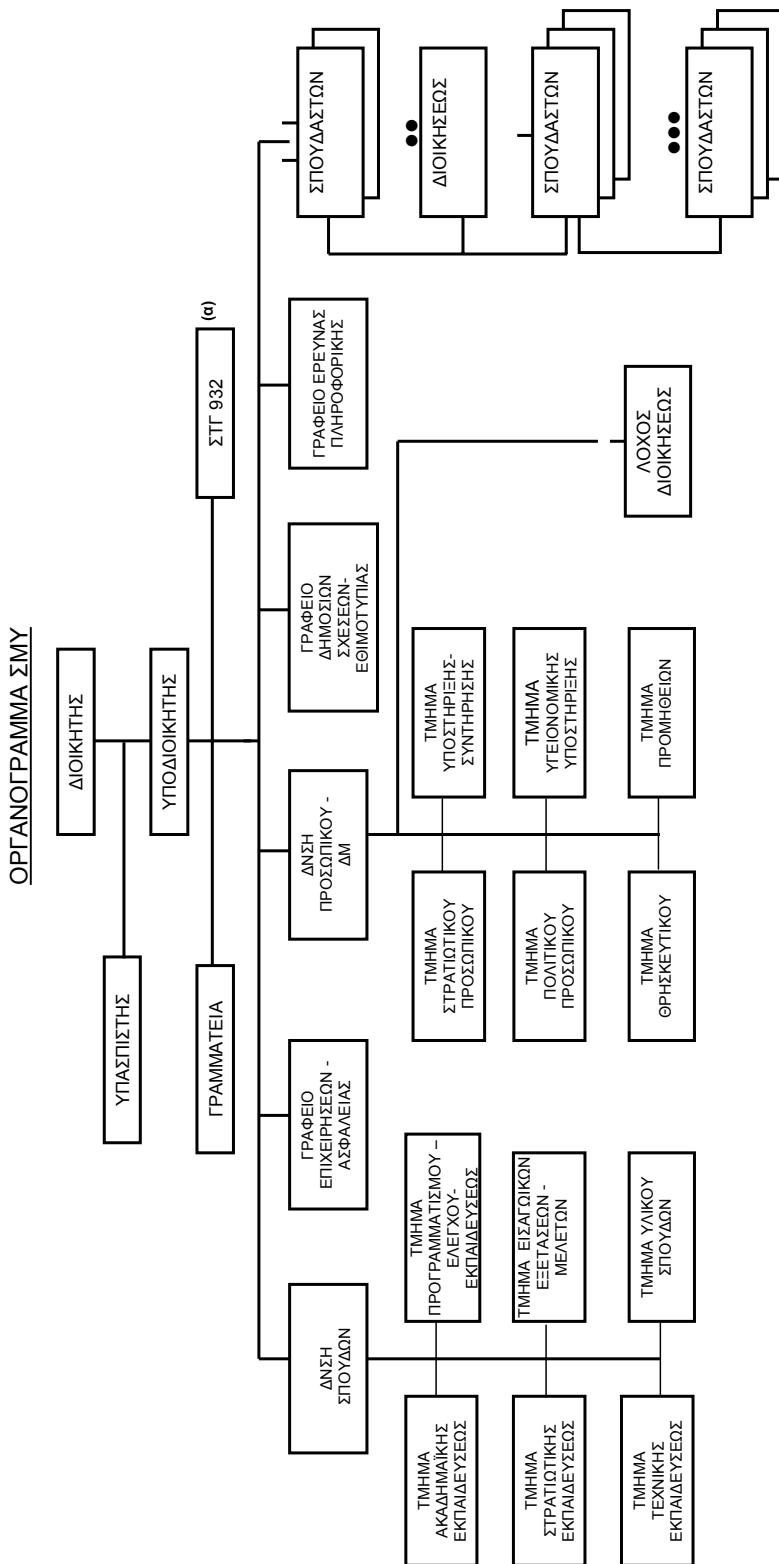 ΟΡΓΑΝΟΓΡΑΜΜΑ ΣΜΥ
ΔΙΟΙΚΗΤΗΣ
ΥΠΑΣΠΙΣΤΗΣ
ΥΠΟΔΙΟΙΚΗΤΗΣ
ΓΡΑΜΜΑΤΕΙΑ
ΣΤΓ 932
(α)
ΔΝΣΗ
ΣΠΟΥΔΩΝ
ΓΡΑΦΕΙΟ
ΕΠΙΧΕΙΡΗΣΕΩΝ -
ΑΣΦΑΛΕΙΑΣ
ΔΝΣΗ
ΠΡΟΣΩΠΙΚΟΥ -
ΔΜ
ΓΡΑΦΕΙΟ
ΔΗΜΟΣΙΩΝ
ΣΧΕΣΕΩΝ-
ΕΘΙΜΟΤΥΠΙΑΣ
ΓΡΑΦΕΙΟ ΕΡΕΥΝΑΣ
ΠΛΗΡΟΦΟΡΙΚΗΣ
ΣΠΟΥΔΑΣΤΩΝ
ΤΜΗΜΑ
ΑΚΑΔΗΜΑΪΚΗΣ
ΕΚΠΑΙΔΕΥΣΕΩΣ
ΤΜΗΜΑ
ΠΡΟΓΡΑΜΜΑΤΙΣΜΟΥ –
ΕΛΕΓΧΟΥ-
ΕΚΠΑΙΔΕΥΣΕΩΣ
ΤΜΗΜΑ
ΣΤΡΑΤΙΩΤΙΚΟΥ
ΠΡΟΣΩΠΙΚΟΥ
ΤΜΗΜΑ
ΥΠΟΣΤΗΡΙΞΗΣ-
ΣΥΝΤΗΡΗΣΗΣ
ΔΙΟΙΚΗΣΕΩΣ
ΤΜΗΜΑ
ΣΤΡΑΤΙΩΤΙΚΗΣ
ΕΚΠΑΙΔΕΥΣΕΩΣ
ΤΜΗΜΑ ΕΙΣΑΓΩΙΚΩΝ
ΕΞΕΤΑΣΕΩΝ -
ΜΕΛΕΤΩΝ
ΤΜΗΜΑ
ΠΟΛΙΤΙΚΟΥ
ΠΡΟΣΩΠΙΚΟΥ
ΤΜΗΜΑ
ΥΓΕΙΟΝΟΜΙΚΗΣ
ΥΠΟΣΤΗΡΙΞΗΣ
ΣΠΟΥΔΑΣΤΩΝ
ΤΜΗΜΑ
ΤΕΧΝΙΚΗΣ
ΕΚΠΑΙΔΕΥΣΕΩΣ
ΤΜΗΜΑ ΥΛΙΚΟΥ
ΣΠΟΥΔΩΝ
ΤΜΗΜΑ
ΘΡΗΣΚΕΥΤΙΚΟΥ
ΤΜΗΜΑ
ΠΡΟΜΗΘΕΙΩΝ
ΛΟΧΟΣ
ΔΙΟΙΚΗΣΕΩΣ
ΣΠΟΥΔΑΣΤΩΝ